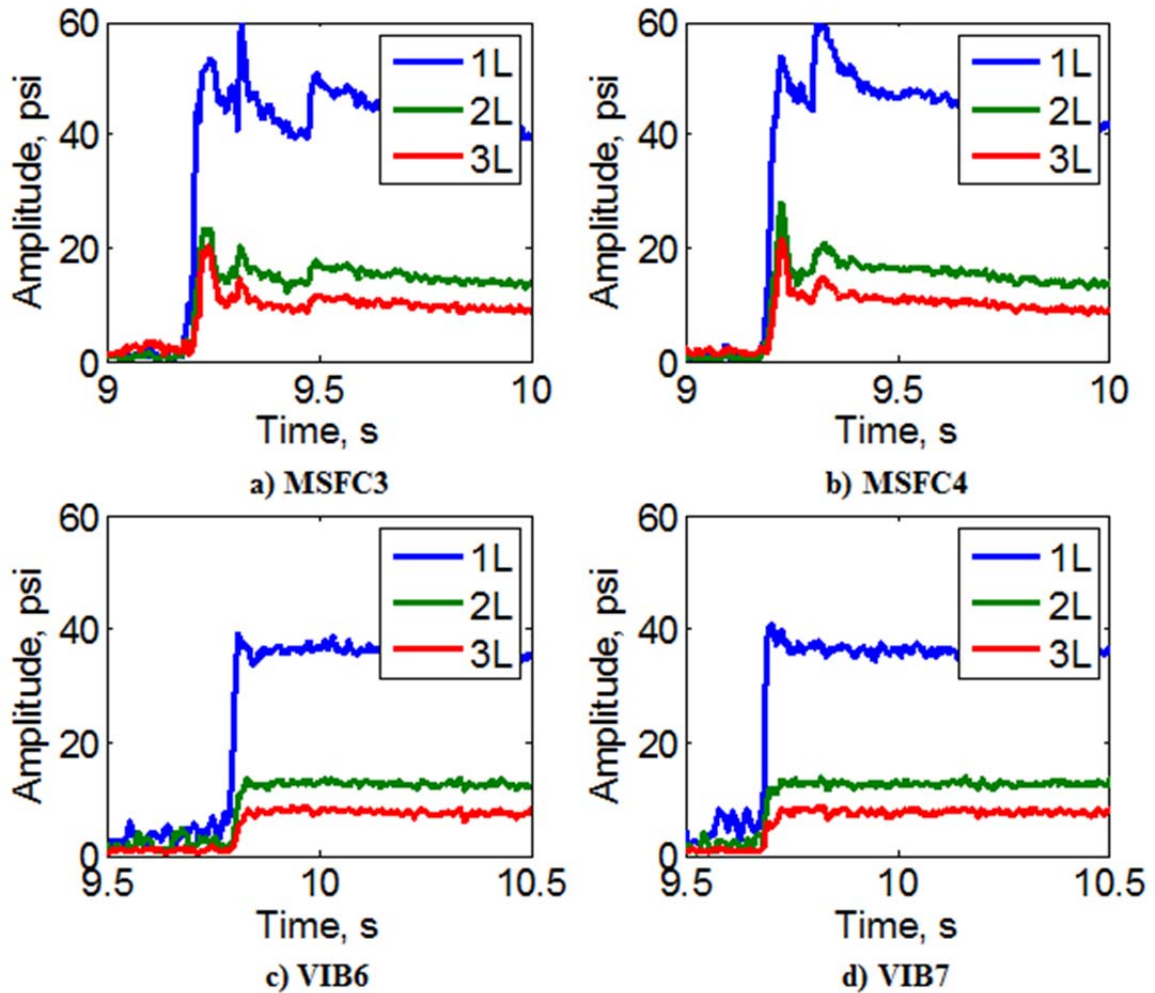 60
40
20
0
Amplitude, psi
1L
2L
3L
9
9.5
10
Time, s
a) MSFC3
60
40
20
0
Amplitude, psi
1L
2L
3L
9
9.5
10
Time, s
b) MSFC4
60
40
20
0
Amplitude, psi
1L
2L
3L
9.5
10
10.5
Time, s
c) VIB6
60
40
20
0
Amplitude, psi
1L
2L
3L
9.5
10
10.5
Time, s
d) VIB7